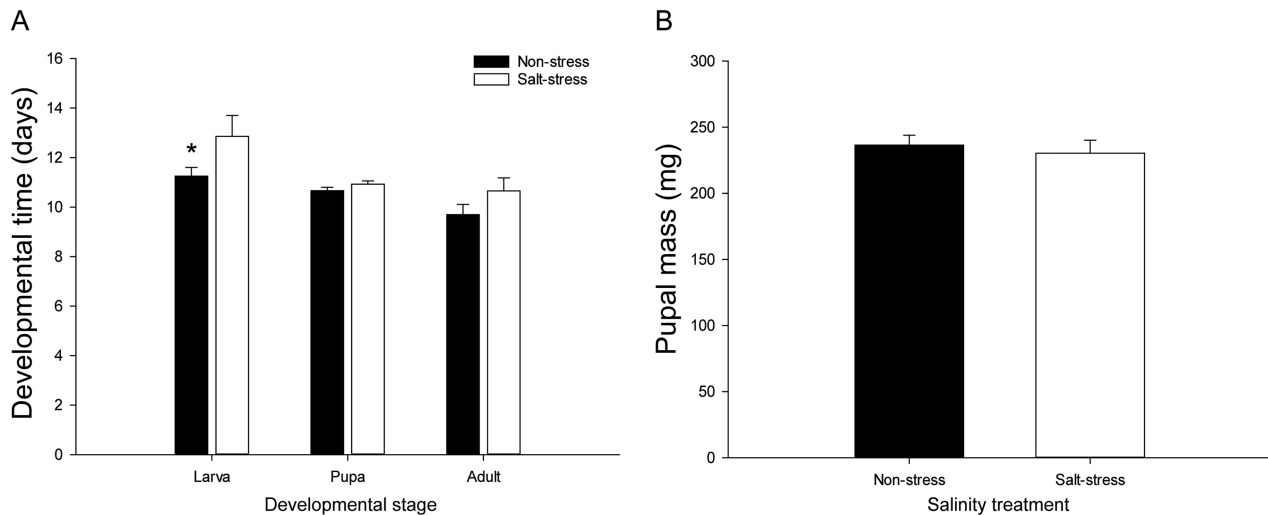 A
Developmental time (days)
16
14
12
10
8
6
4
2
0
*
Non-stress
Salt-stress
Larva
Pupa
Adult
Developmental stage
B
Pupal mass (mg)
300
250
200
150
100
50
0
Non-stress
Salt-stress
Salinity treatment